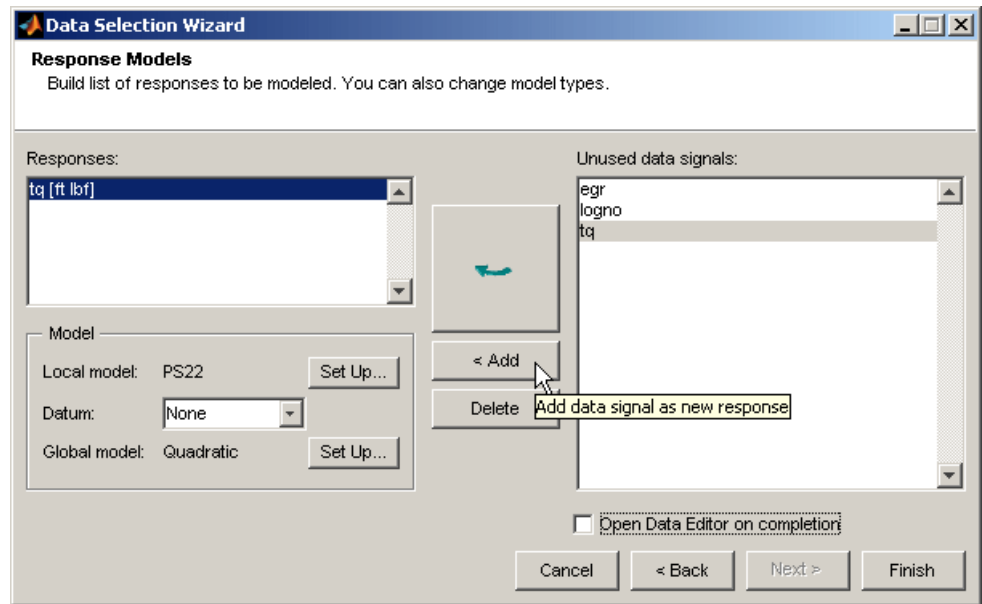 Data Selection Wizard
Response Models
Build list of responses to be modeled. You can also change model types.
Responses:
tq [ft lbf]
Unused data signals:
egr
logno
tq
Model
Local model: PS22 Set Up...
Datum: None
Global model: Quadratic Set Up...
< Add
Delete
Add data signal as new response
Open Data Editor on completion
Cancel < Back Next > Finish